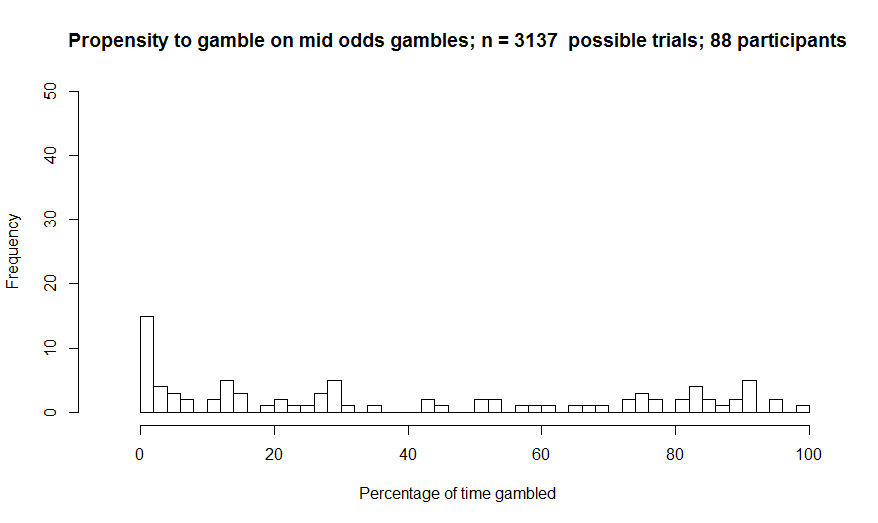 Propensity to gamble on mid odds gambles; n = 3137  possible trials; 88 participants
50
40
30
20
10
0
Frequency
0 20 40 60 80 100
Percentage of time gambled